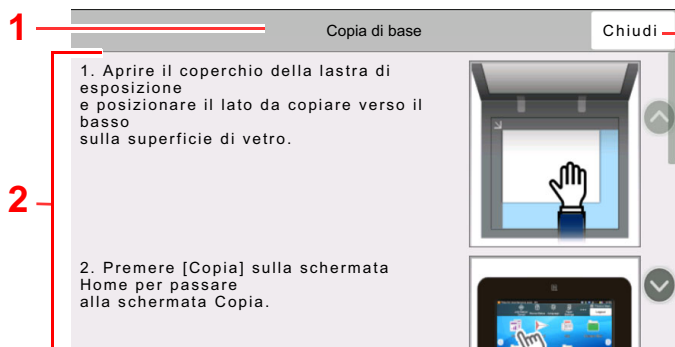 1
Copia di base
Chiudi
2
1. Aprire il coperchio della lastra di
esposizione
e posizionare il lato da copiare verso il
basso
sulla superficie di vetro.
2. Premere [Copia] sulla schermata
Home per passare
alla schermata Copia.